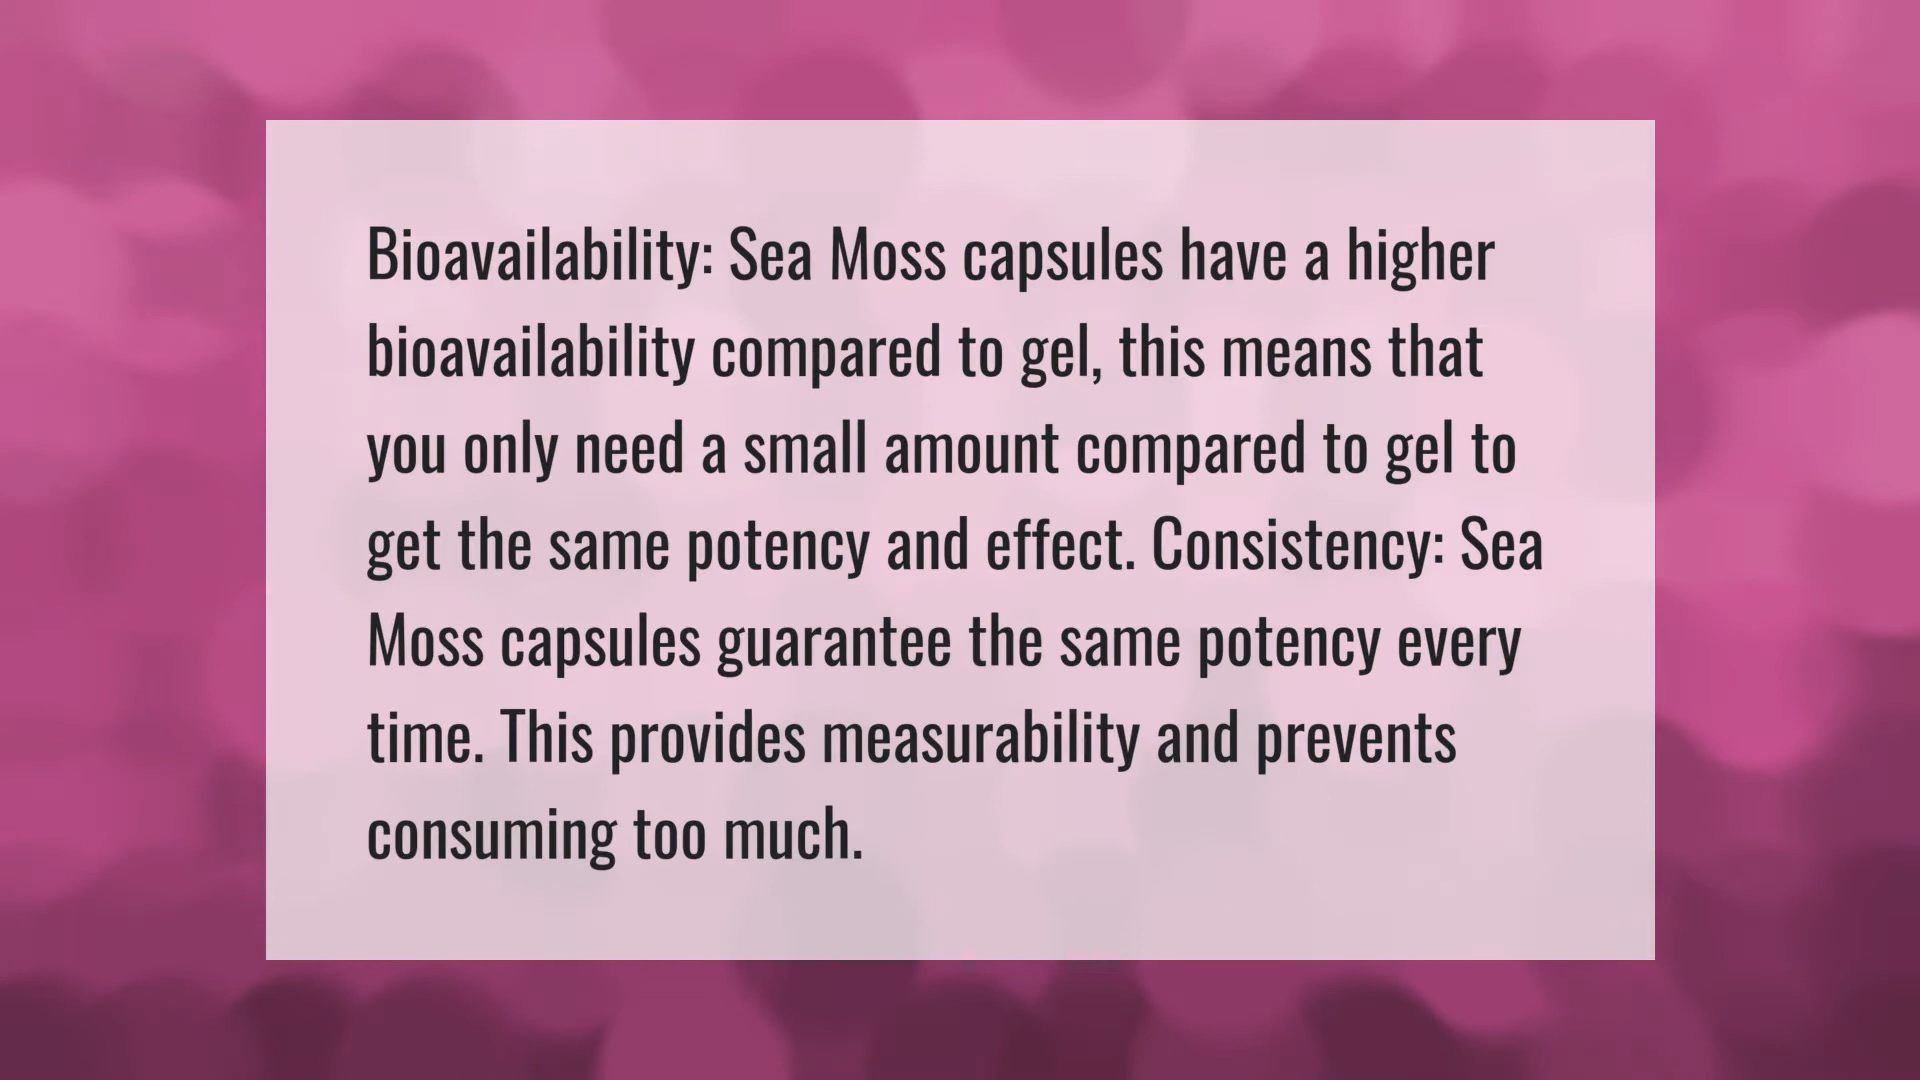 Bioavailability: Sea Moss capsules have a higher
bioavailability compared to gel, this means that
you only need a small amount compared to gel to
get the same potency and effect. Consistency: Sea
Moss capsules guarantee the same potency every
time. This provides measurability and prevents
consuming too much.